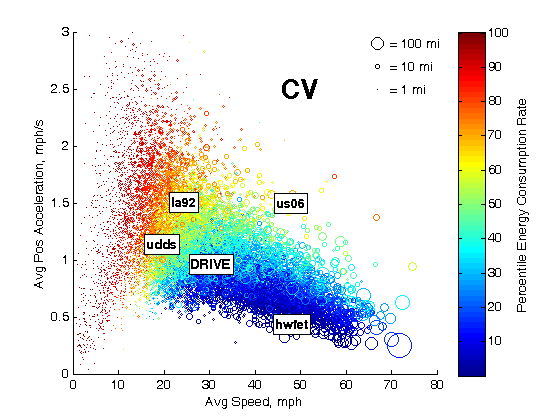 3
2.5
2
1.5
1
0.5
0
0 10 20 30 40 50 60 70 80
Avg Speed, mph
Avg Pos Acceleration, mph/s
CV
= 100 mi
= 10 mi
= 1 mi
la92
us06
udds
DRIVE
hwfet
100
90
80
70
60
50
40
30
20
10
Percentile Energy Consumption Rate